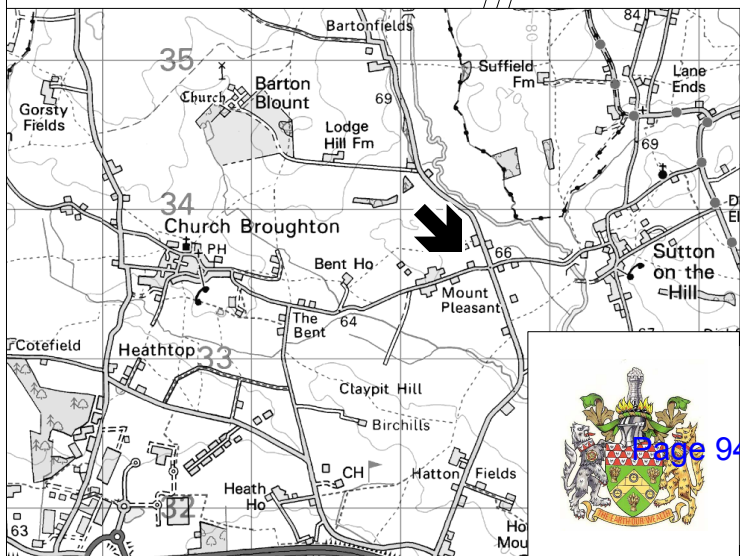 Bartonfields
84
80
35
Suffield
Fm
Lane
Ends
Barton
Blount
Church
69
Gorsty
Fields
Lodge
Hill Fm
69
34
Church Broughton
PH
66
Bent Ho
Sutton
on the
Hill
Mount
Pleasant
The
Bent
64
Cotefield
Heathtop
33
Claypit Hill
Birchills
Page 94
CH
Hatton Fields
Heath
Ho
32
63